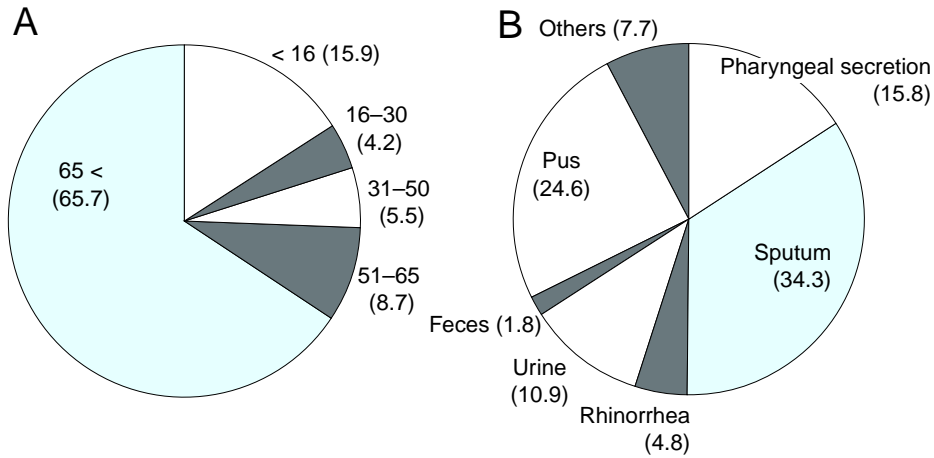 A
< 16 (15.9)
16–30
(4.2)
31–50
(5.5)
51–65
(8.7)
65 <
(65.7)
B
Others (7.7)
Pharyngeal secretion
(15.8)
Sputum
(34.3)
Rhinorrhea
(4.8)
Urine
(10.9)
Feces (1.8)
Pus
(24.6)